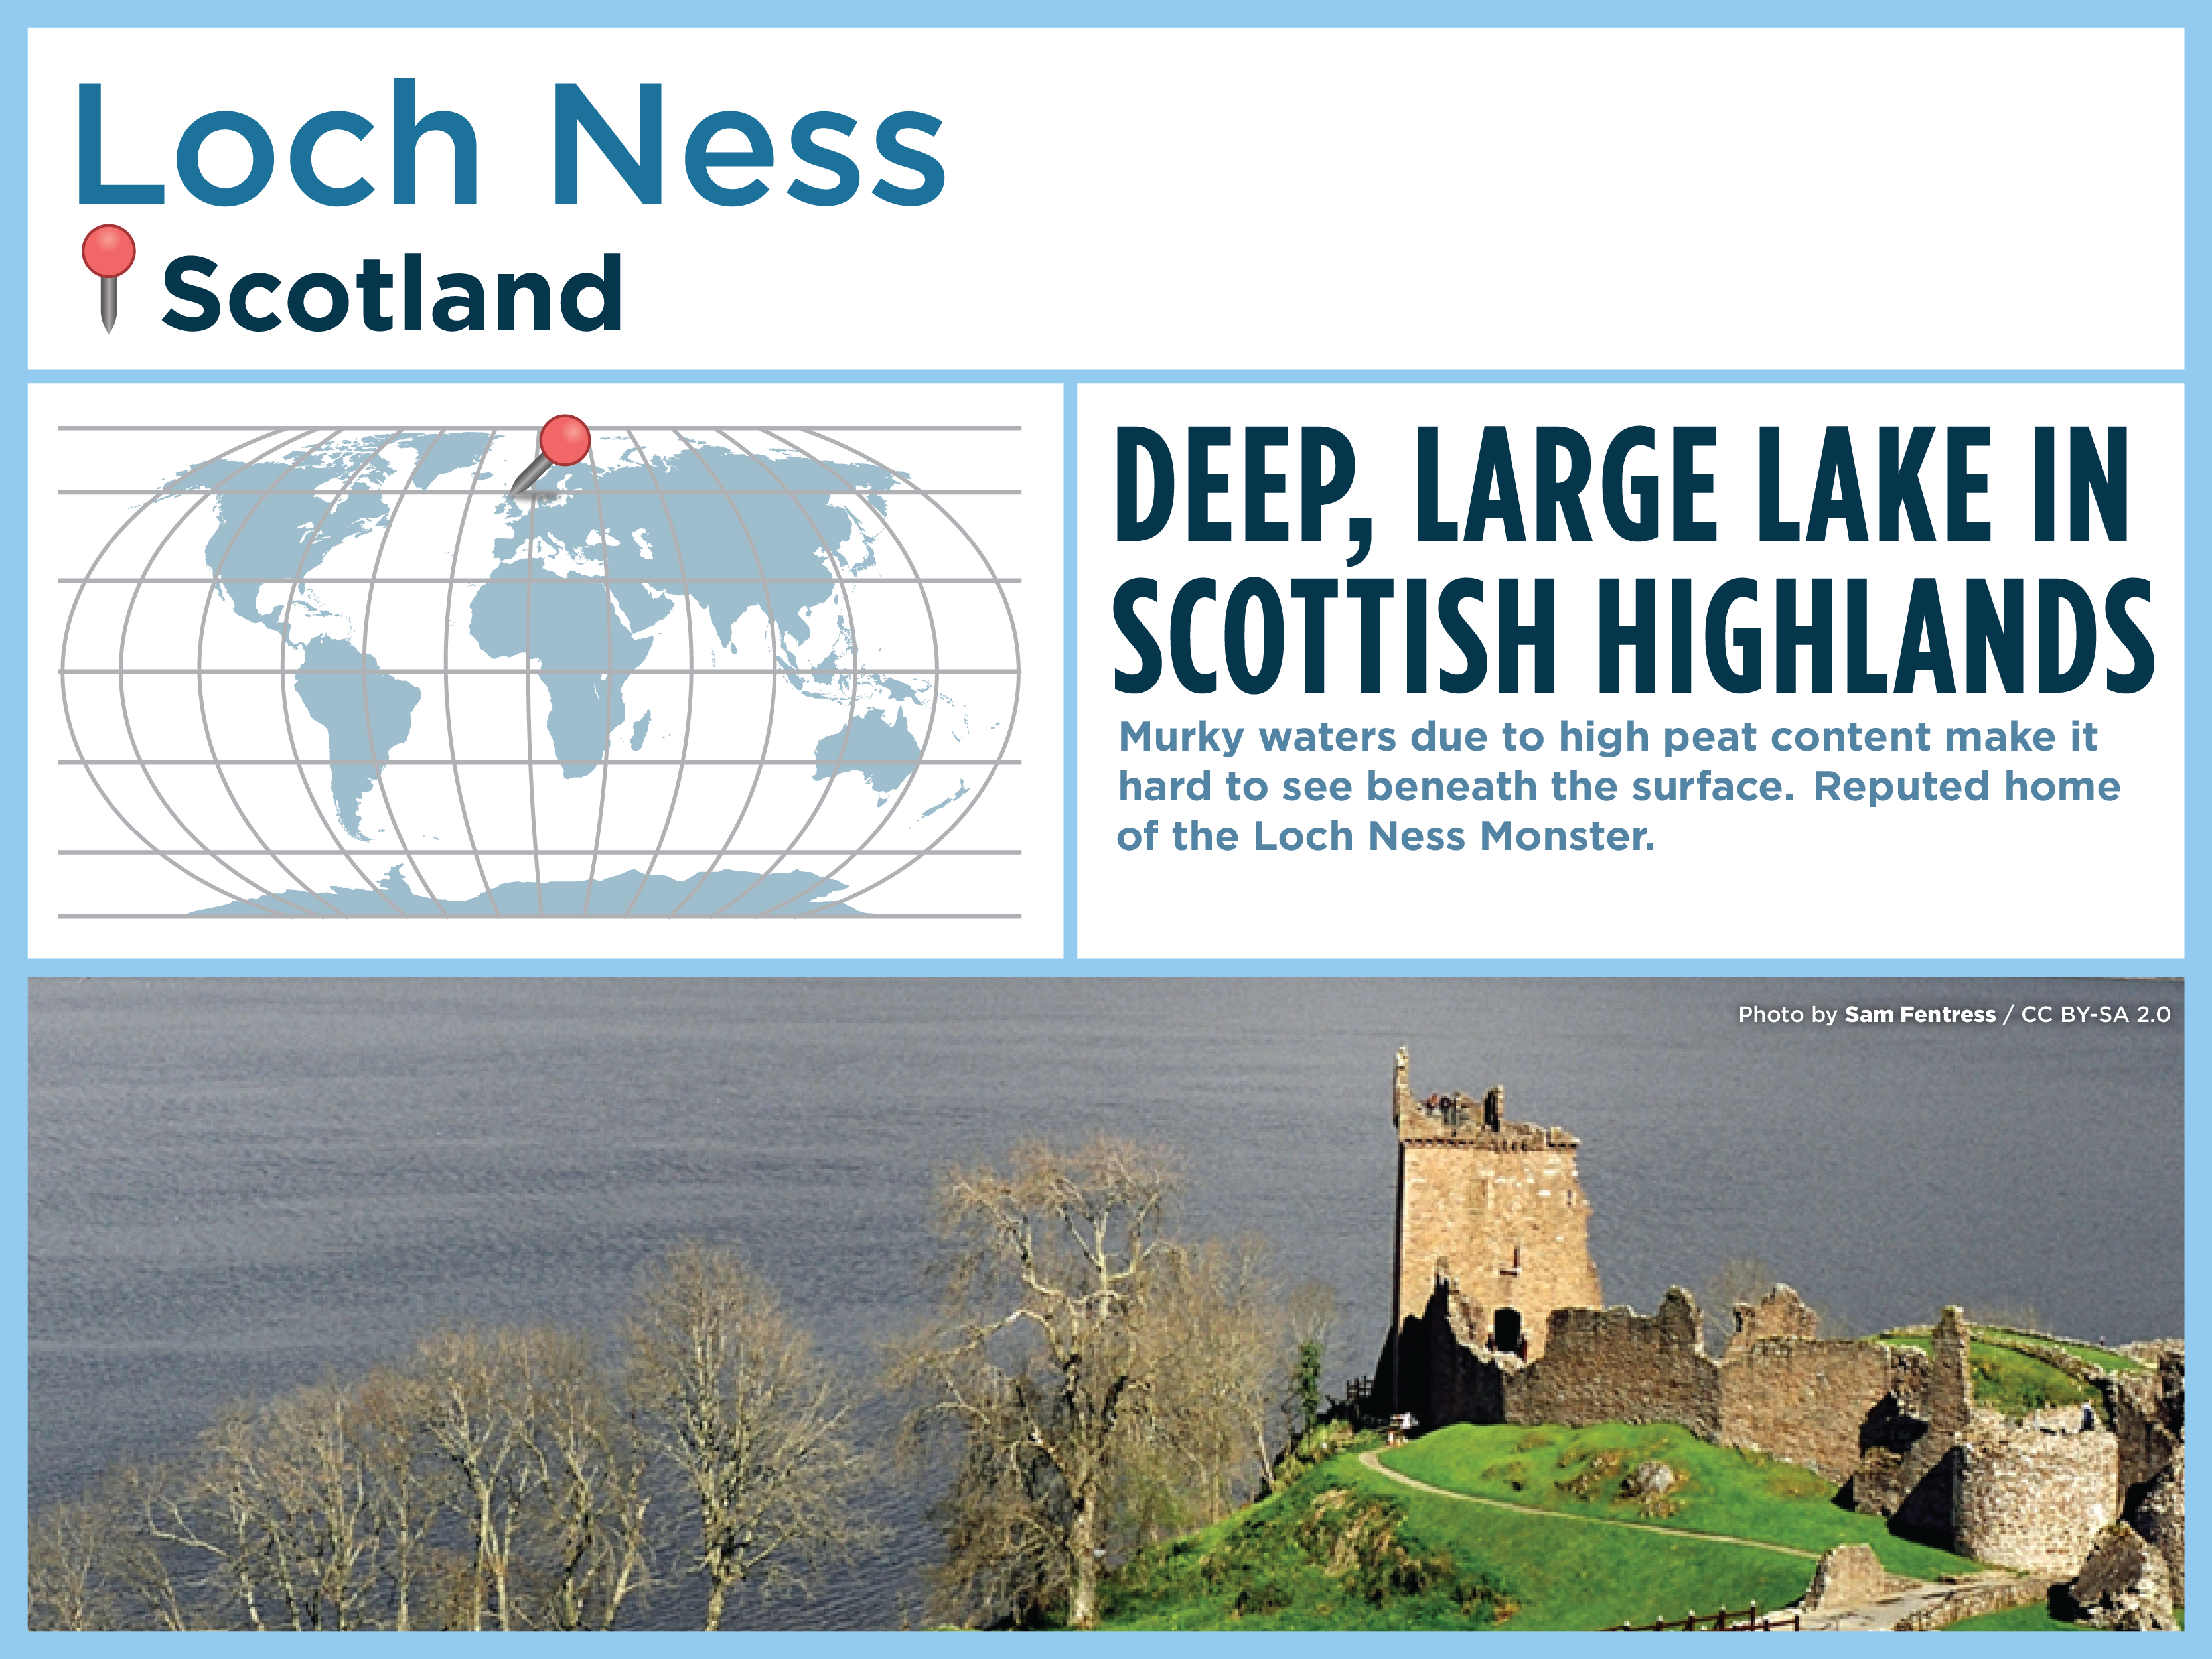 Loch Ness
Scotland
DEEP, LARGE LAKE IN
SCOTTISH HIGHLANDS
Murky waters due to high peat content make it
hard to see beneath the surface. Reputed home
of the Loch Ness Monster.
Photo by Sam Fentress / CC BY-SA 2.0